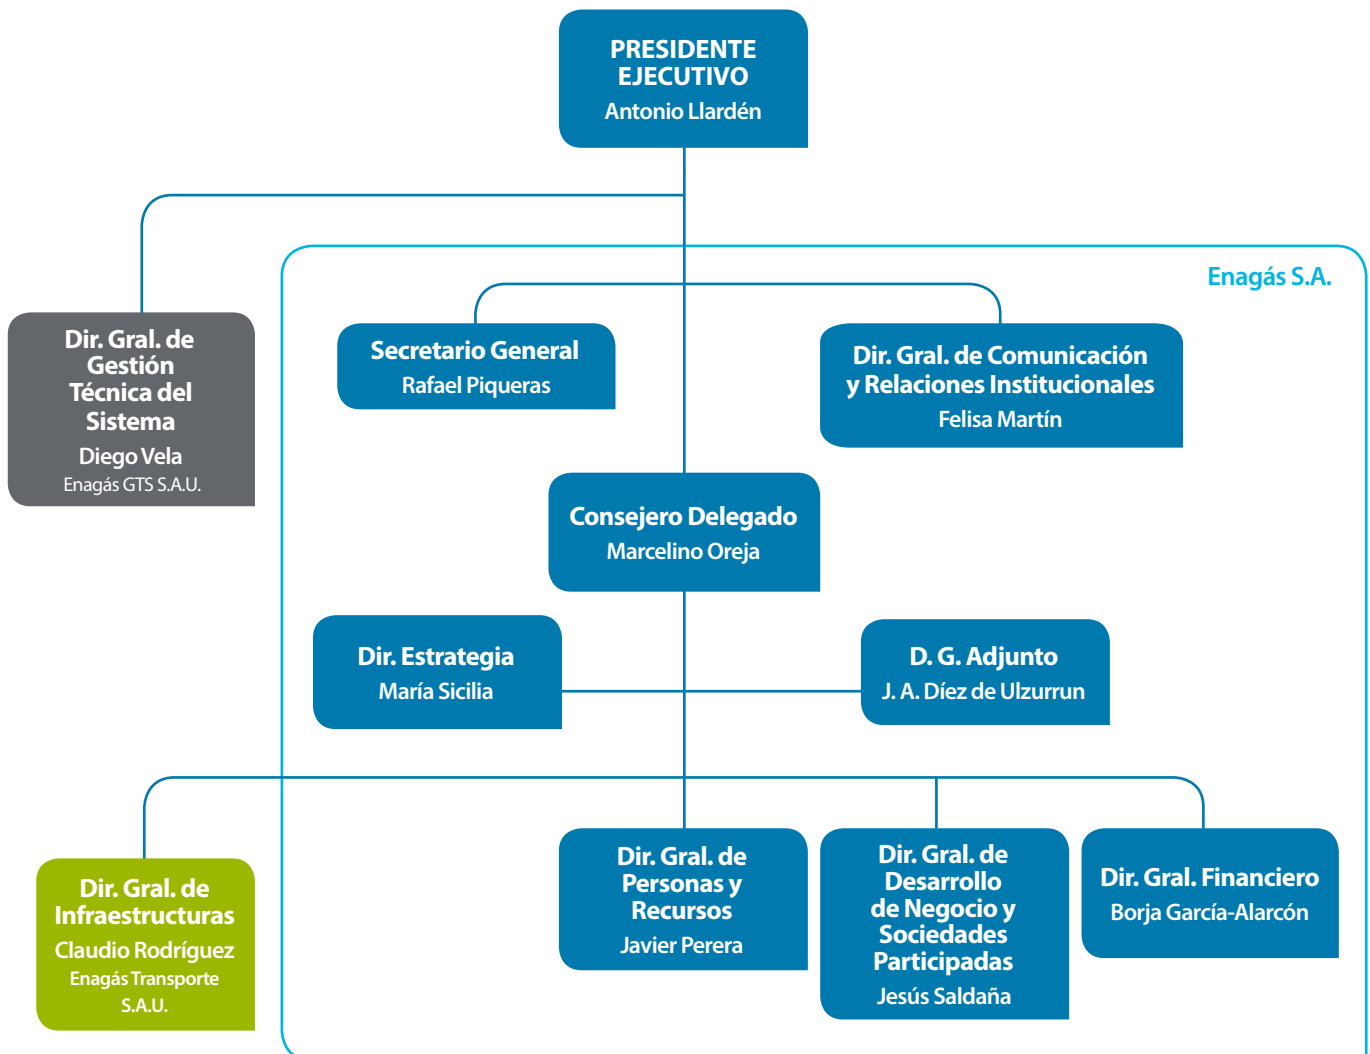 PRESIDENTE
EJECUTIVO
Antonio Llardén
Enagás S.A.
Dir. Gral. de
Gestión
Técnica del
Sistema
Diego Vela
Enagás GTS S.A.U.
Secretario General
Rafael Piqueras
Dir. Gral. de Comunicación
y Relaciones Institucionales
Felisa Martín
Consejero Delegado
Marcelino Oreja
Dir. Estrategia
María Sicilia
D. G. Adjunto
J. A. Díez de Ulzurrun
Dir. Gral. de
Infraestructuras
Claudio Rodríguez
Enagás Transporte
S.A.U.
Dir. Gral. de
Personas y
Recursos
Javier Perera
Dir. Gral. de
Desarrollo
de Negocio y
Sociedades
Participadas
Jesús Saldaña
Dir. Gral. Financiero
Borja García-Alarcón